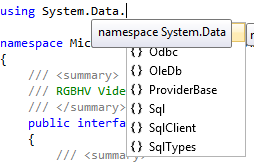 using System.Data.
namespace System.Data
namespace Mic
{ } Odbc
{
{ } OleDb
/// <summary>
{ } ProviderBase
/// RGBHV Vide
{ } Sql
/// </summary>
{ } SqlClient
public interfa
{ } SqlTypes
{
/// <summary>